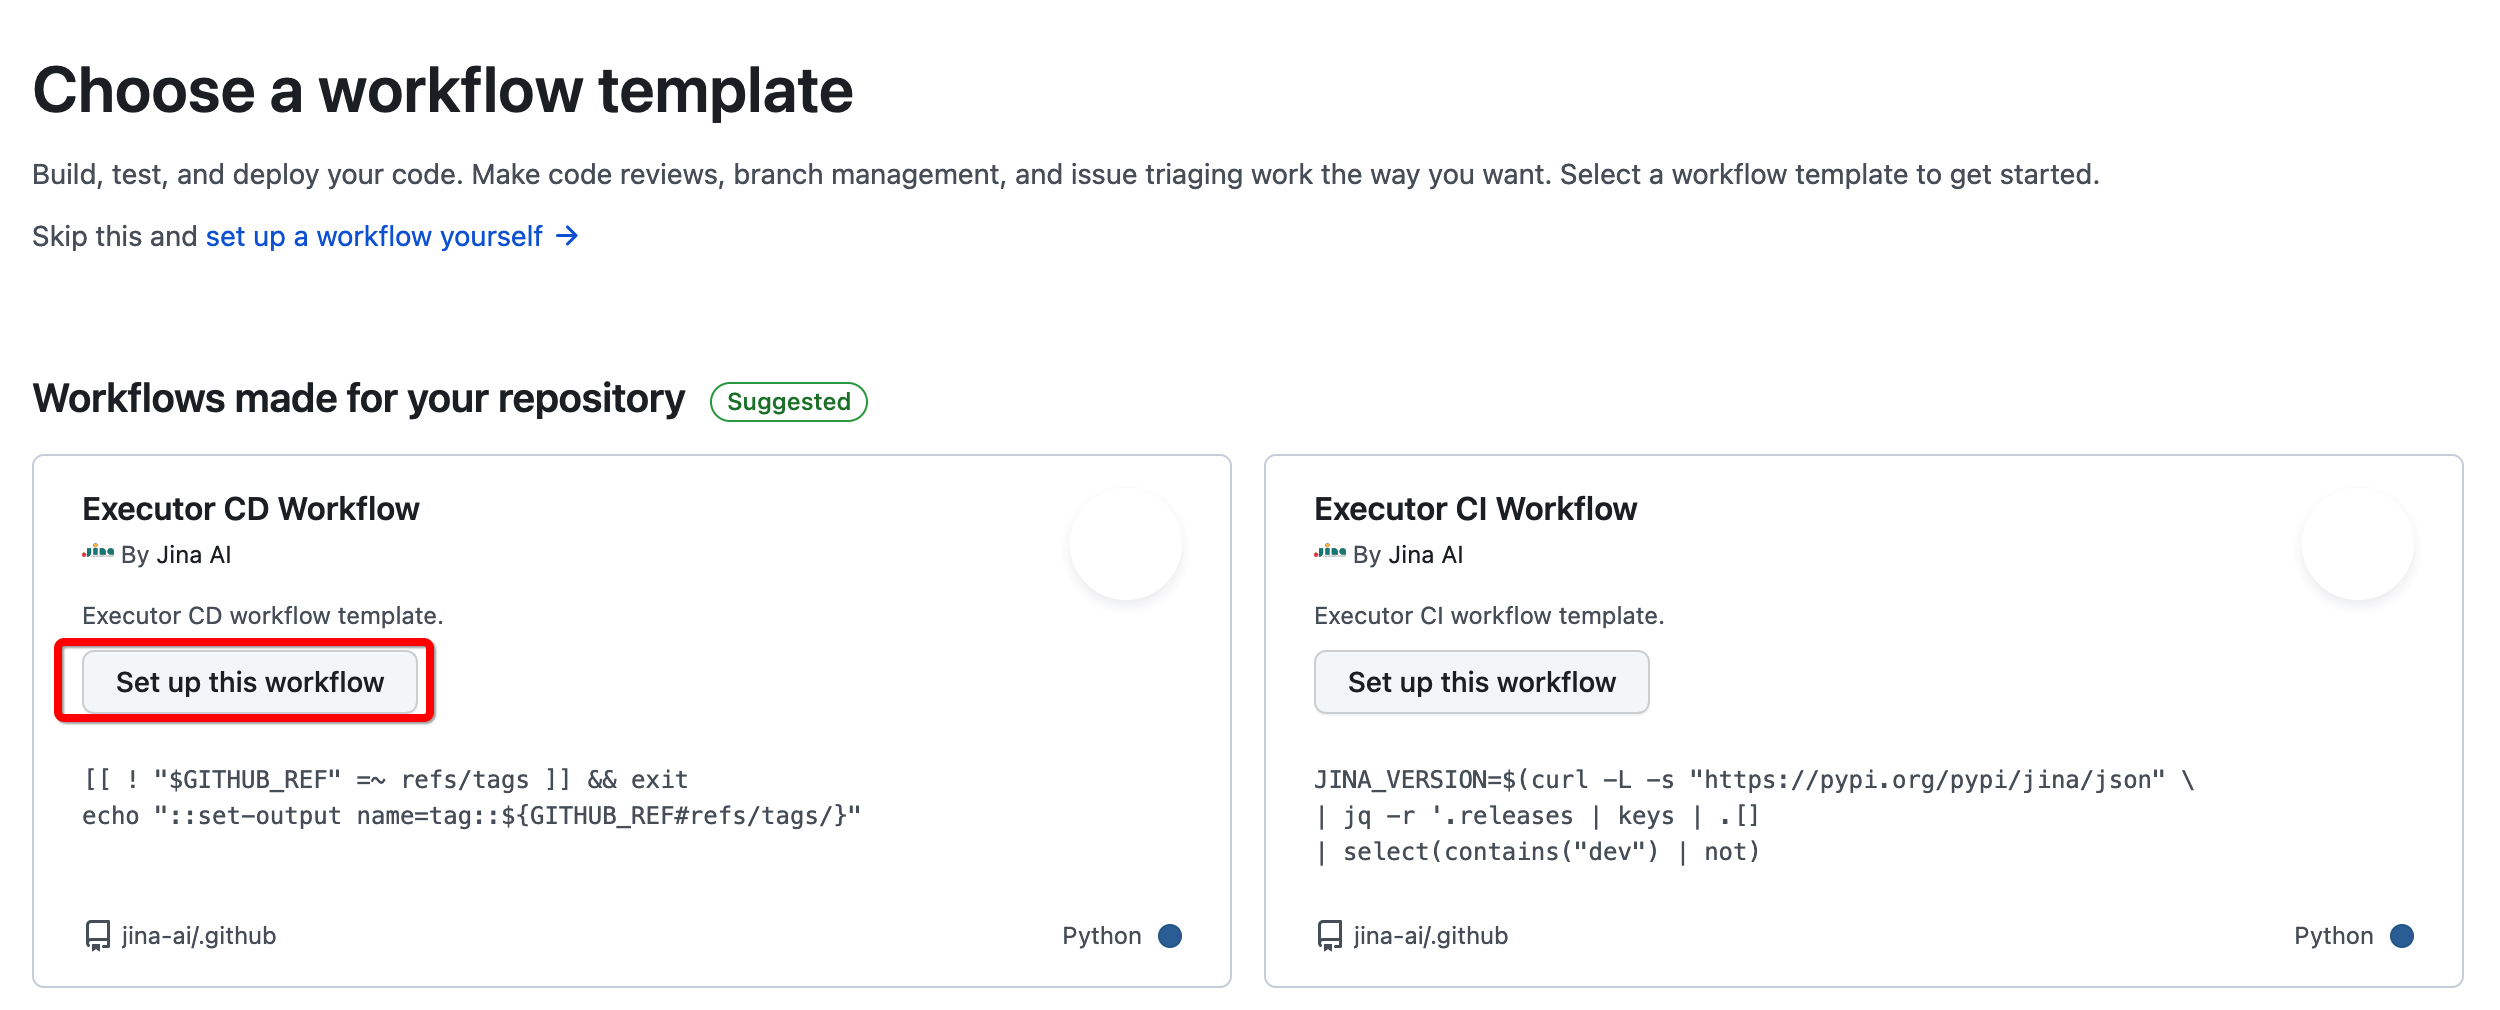 Choose a workflow template
Build, test, and deploy your code. Make code reviews, branch management, and issue triaging work the way you want. Select a workflow template to get started.
Skip this and set up a workflow yourself →
Workflows made for your repository Suggested
Executor CD Workflow
Jina By Jina AI
Executor CD workflow template.
Set up this workflow
[[ ! "$GITHUB_REF" =~ refs/tags ]] && exit
echo "::set-output name=tag::${GITHUB_REF#refs/tags/}"
jina-ai/.github
Python
Executor CI Workflow
Jina By Jina AI
Executor CI workflow template.
Set up this workflow
JINA_VERSION=$(curl -L -s "https://pypi.org/pypi/jina/json" \
| jq -r '.releases | keys | .[]
| select(contains("dev") | not)
jina-ai/.github
Python